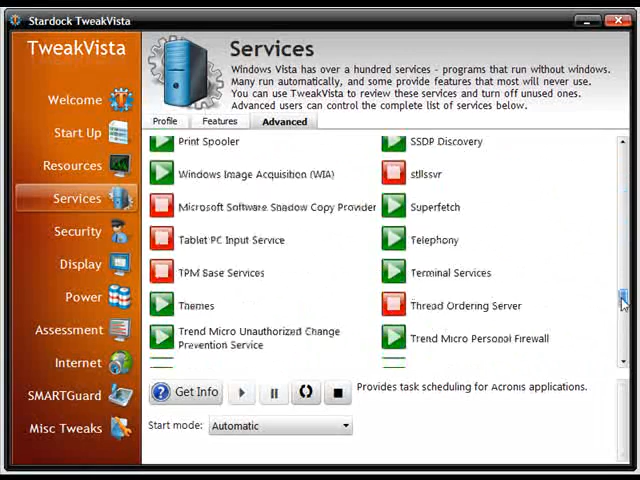 Stardock TweakVista
TweakVista
Welcome
Start Up
Resources
Services
Security
Display
Power
Assessment
Internet
SMARTGuard
Misc Tweaks
Services
Windows Vista has over a hundred services - programs that run without windows.
Many run automatically, and some provide features that most will never use.
You can use TweakVista to review these services and turn off unused ones.
Advanced users can control the complete list of services below.
Profile Features Advanced
Print Spooler SSDP Discovery
Windows Image Acquisition (WIA) stllssvr
Microsoft Software Shadow Copy Provider Superfetch
Tablet PC Input Service Telephony
TPM Base Services Terminal Services
Themes Thread Ordering Server
Trend Micro Unauthorized Change
Prevention Service
Trend Micro Personal Firewall
Get Info
Provides task scheduling for Acronis applications.
Start mode: Automatic